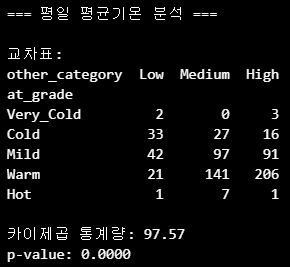 === 평일 평균기온 분석 ===
교차표:
other_category Low Medium High
at_grade
Very_Cold 2 0 3
Cold 33 27 16
Mild 42 97 91
Warm 21 141 206
Hot 1 7 1
카이제곱 통계량: 97.57
p-value: 0.0000